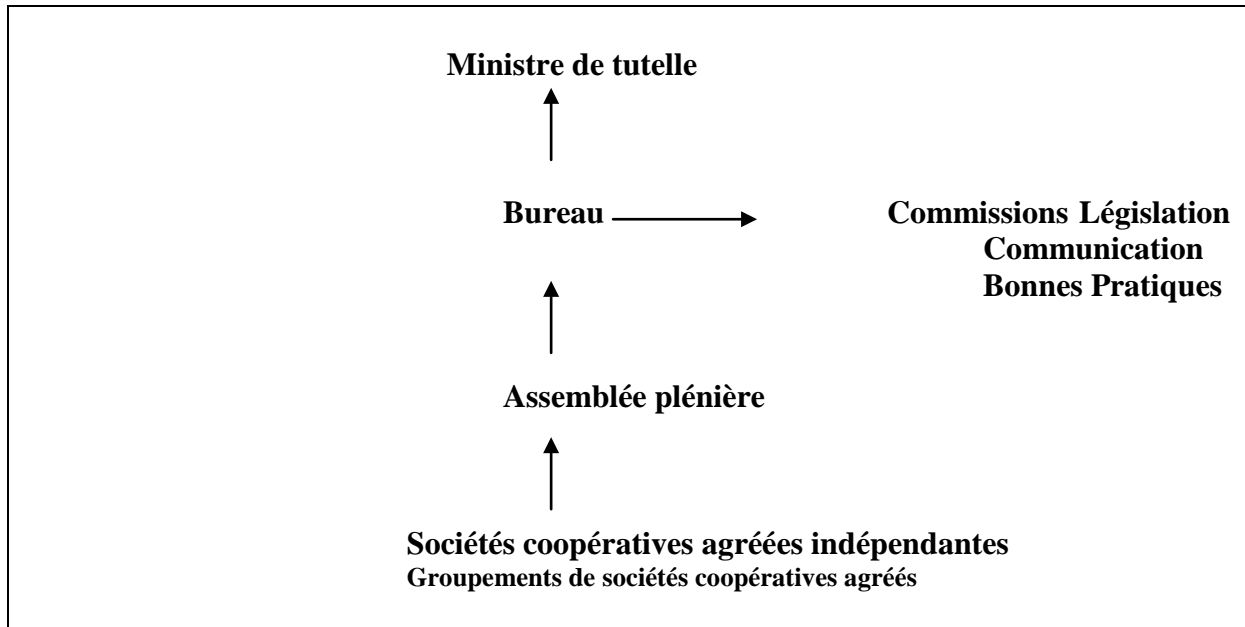 Ministre de tutelle
Bureau
Commissions Législation
Communication
Bonnes Pratiques
Assemblée plénière
Sociétés coopératives agréées indépendantes
Groupements de sociétés coopératives agréés